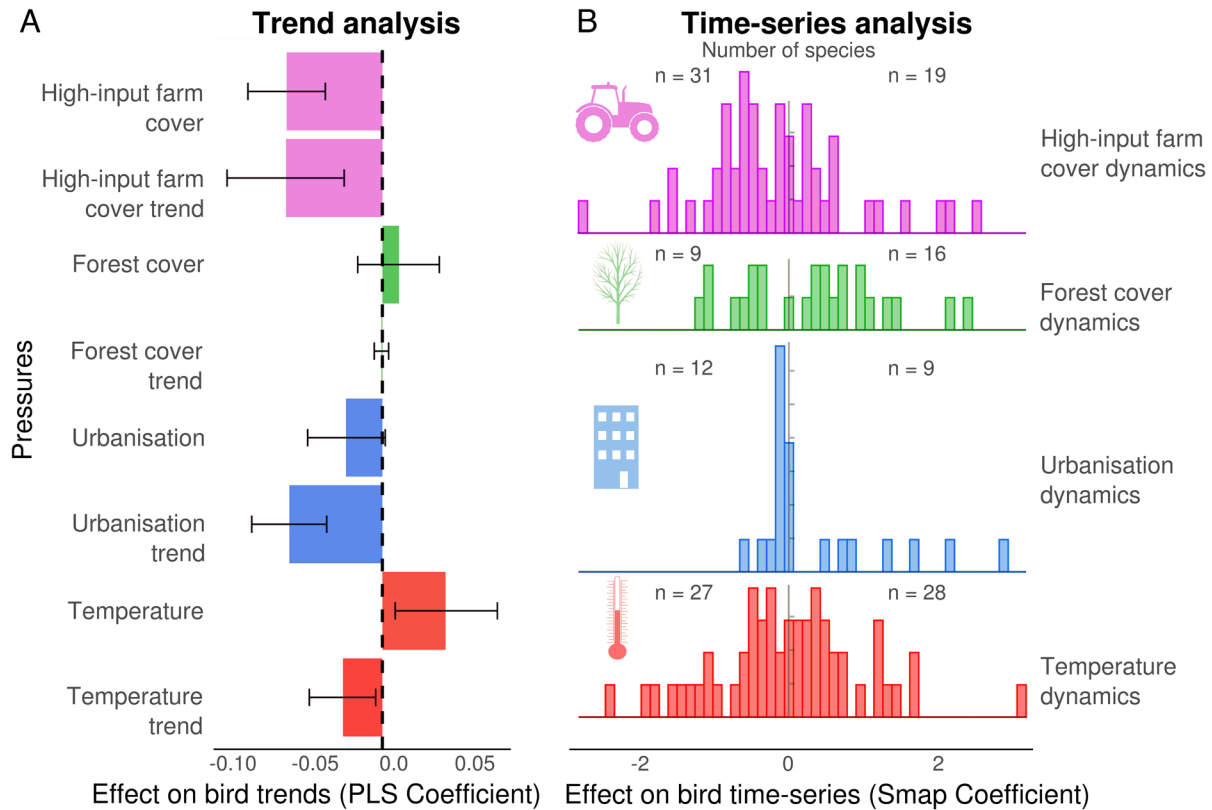 A
Trend analysis
Pressures
High-input farm
cover
High-input farm
cover trend
Forest cover
Forest cover
trend
Urbanisation
Urbanisation
trend
Temperature
Temperature
trend
-0.10
-0.05
0.0
0.05
Effect on bird trends (PLS Coefficient)
B
Time-series analysis
Number of species
n = 31
n = 19
High-input farm
cover dynamics
n = 9
n = 16
Forest cover
dynamics
n = 12
n = 9
Urbanisation
dynamics
n = 27
n = 28
Temperature
dynamics
-2
0
2
Effect on bird time-series (Smap Coefficient)